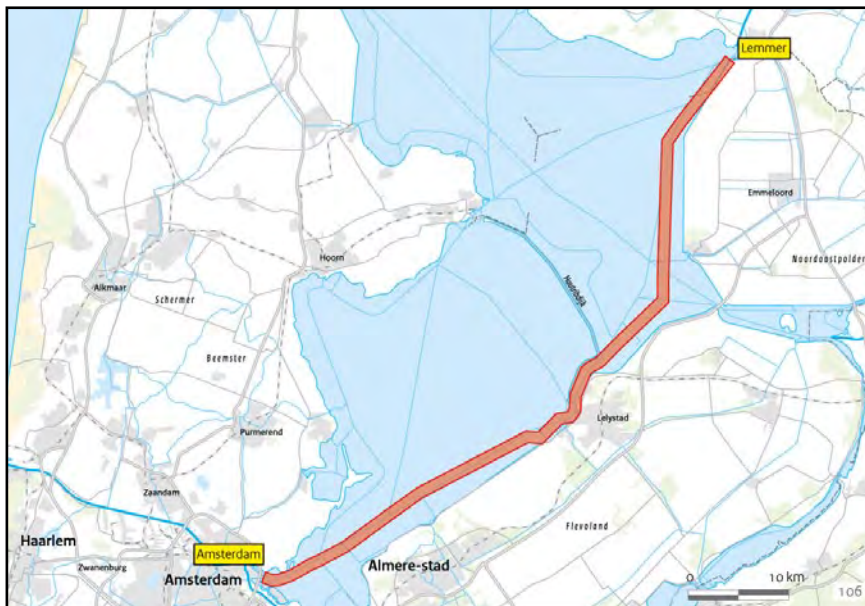 Lemmer
Emmeloord
Noordoostpolder
Hoorn
Alkmaar
Schermer
Houtribdijk
Beemster
Purmerend
Lelystad
Zaandam
Flevoland
Haarlem
Amsterdam
Zwanenburg
Amsterdam
Almere-stad
0 10 km
106